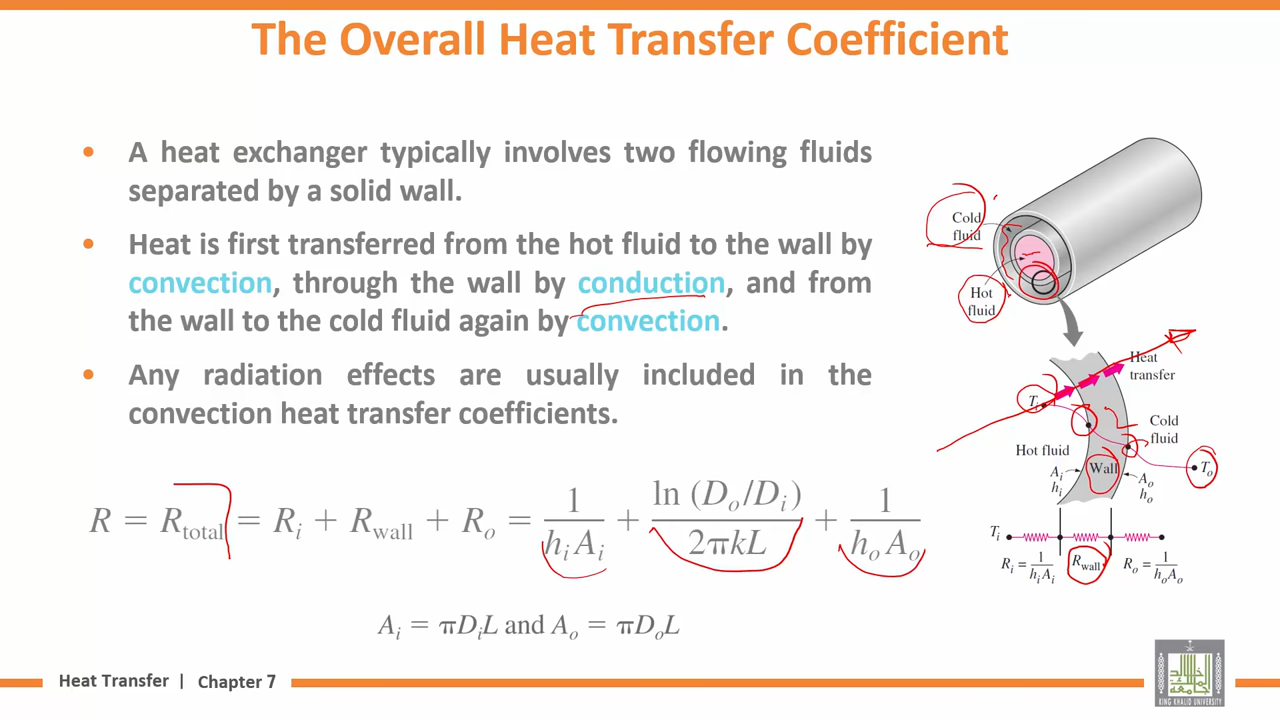 The Overall Heat Transfer Coefficient
• A heat exchanger typically involves two flowing fluids
separated by a solid wall.
• Heat is first transferred from the hot fluid to the wall by
convection, through the wall by conduction, and from
the wall to the cold fluid again by convection.
• Any radiation effects are usually included in the
convection heat transfer coefficients.
R = R_total = R_i + R_wall + R_o = 1/(h_i A_i) + ln (D_o/D_i)/(2πkL) + 1/(h_o A_o)
A_i = πD_iL and A_o = πD_oL
Cold
fluid
Hot
fluid
Heat
transfer
T_i
Cold
fluid
Hot fluid
Wall
T_o
A_i
h_i
A_o
h_o
T_i
R_i = 1/(h_i A_i)
R_wall
R_o = 1/(h_o A_o)
Heat Transfer | Chapter 7
KING KHALID UNIVERSITY